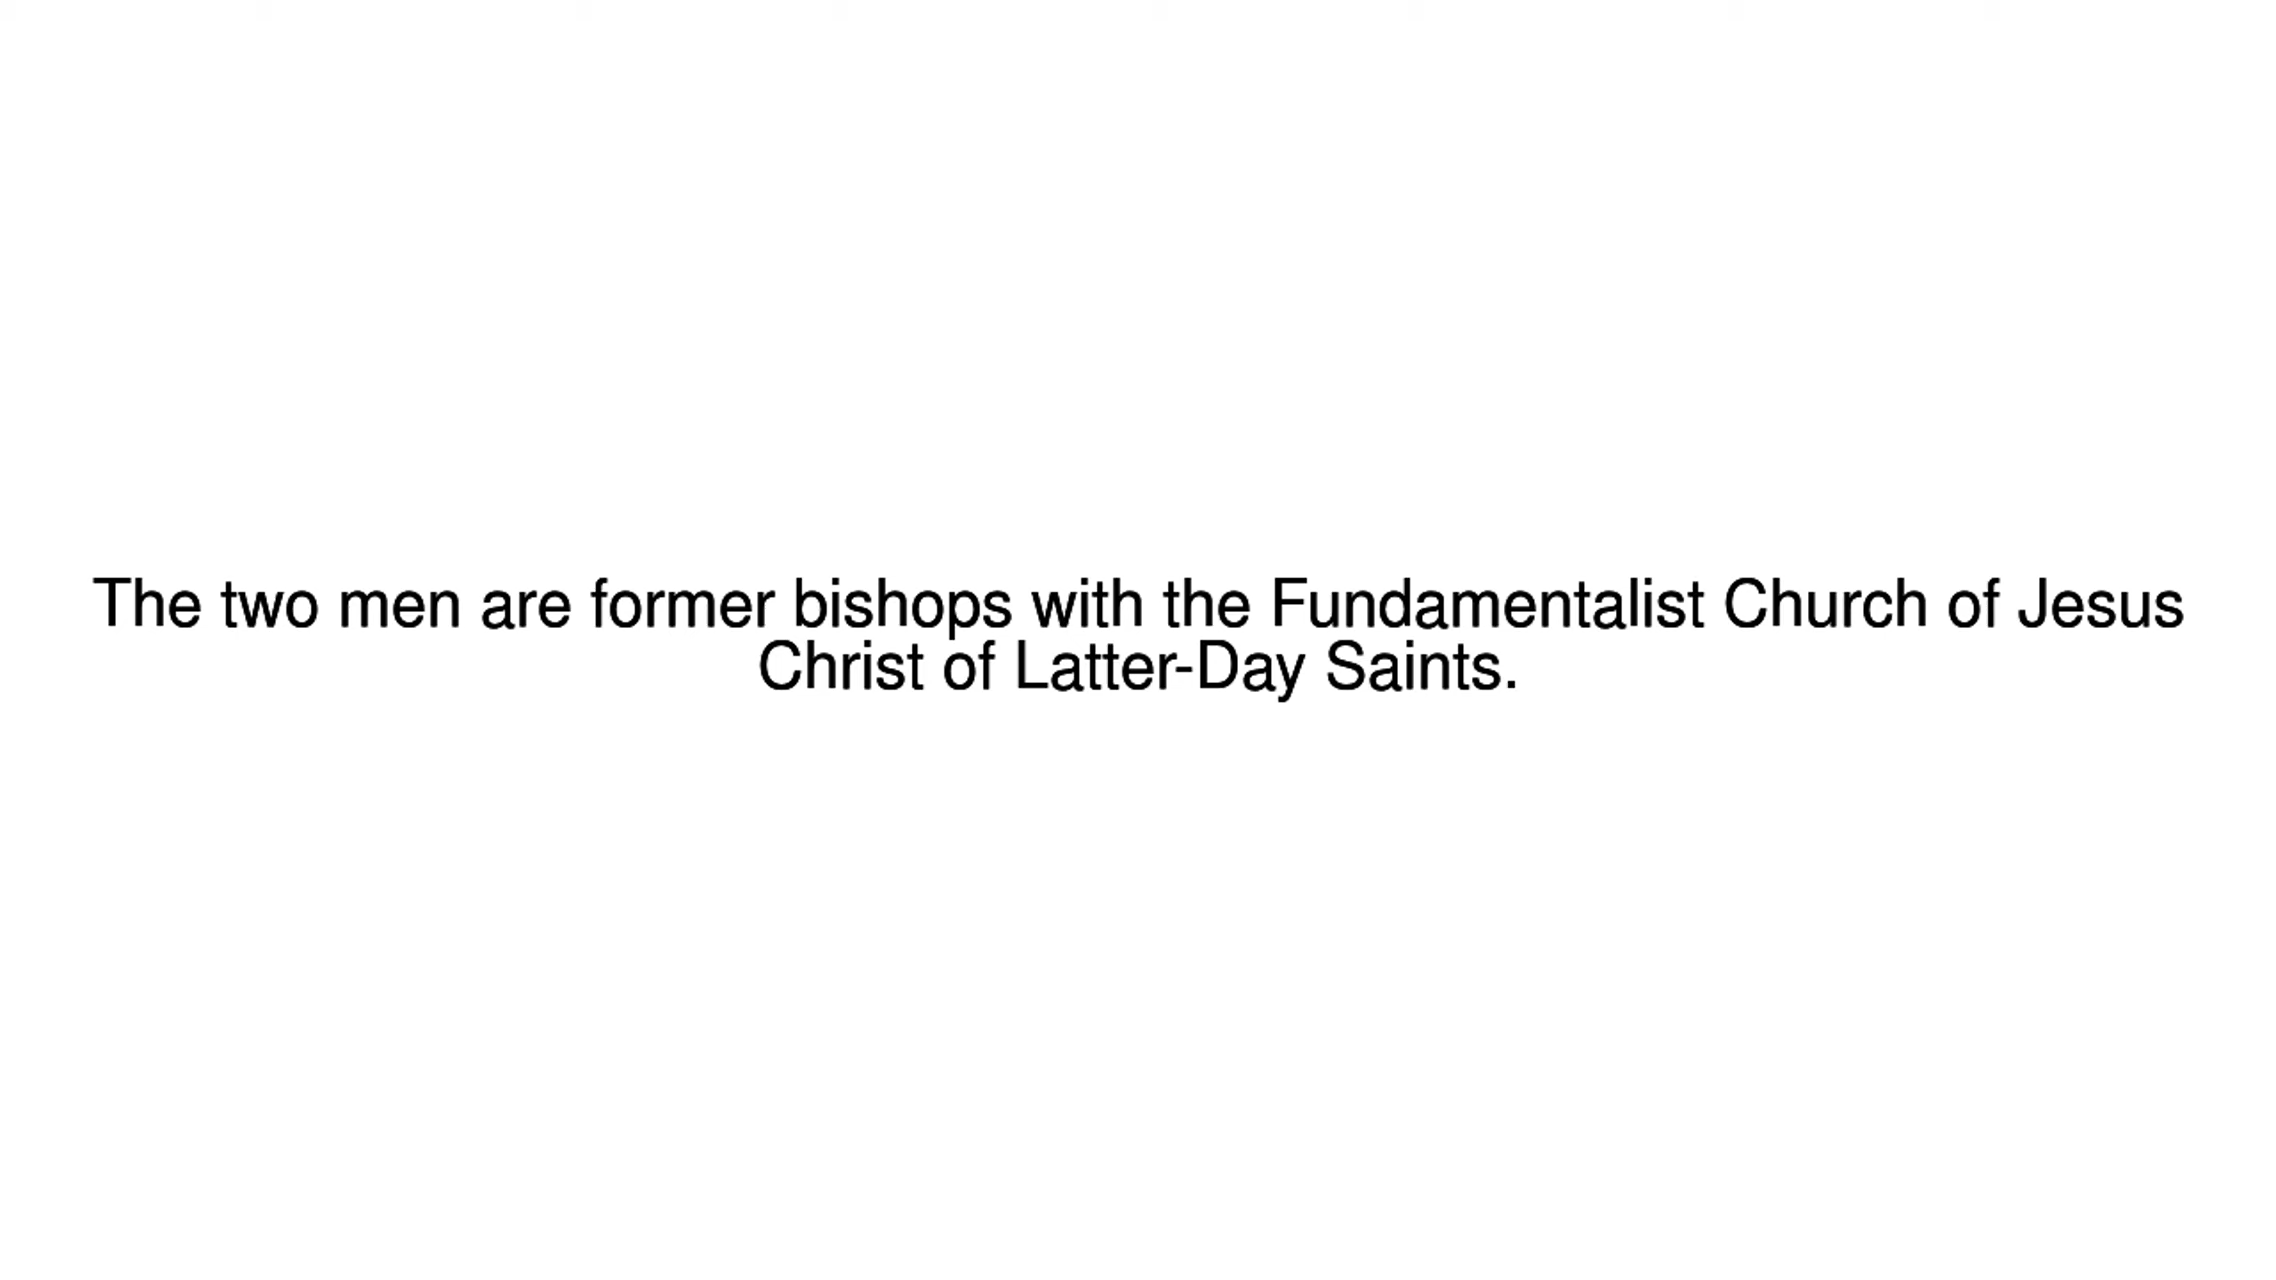 The two men are former bishops with the Fundamentalist Church of Jesus
Christ of Latter-Day Saints.